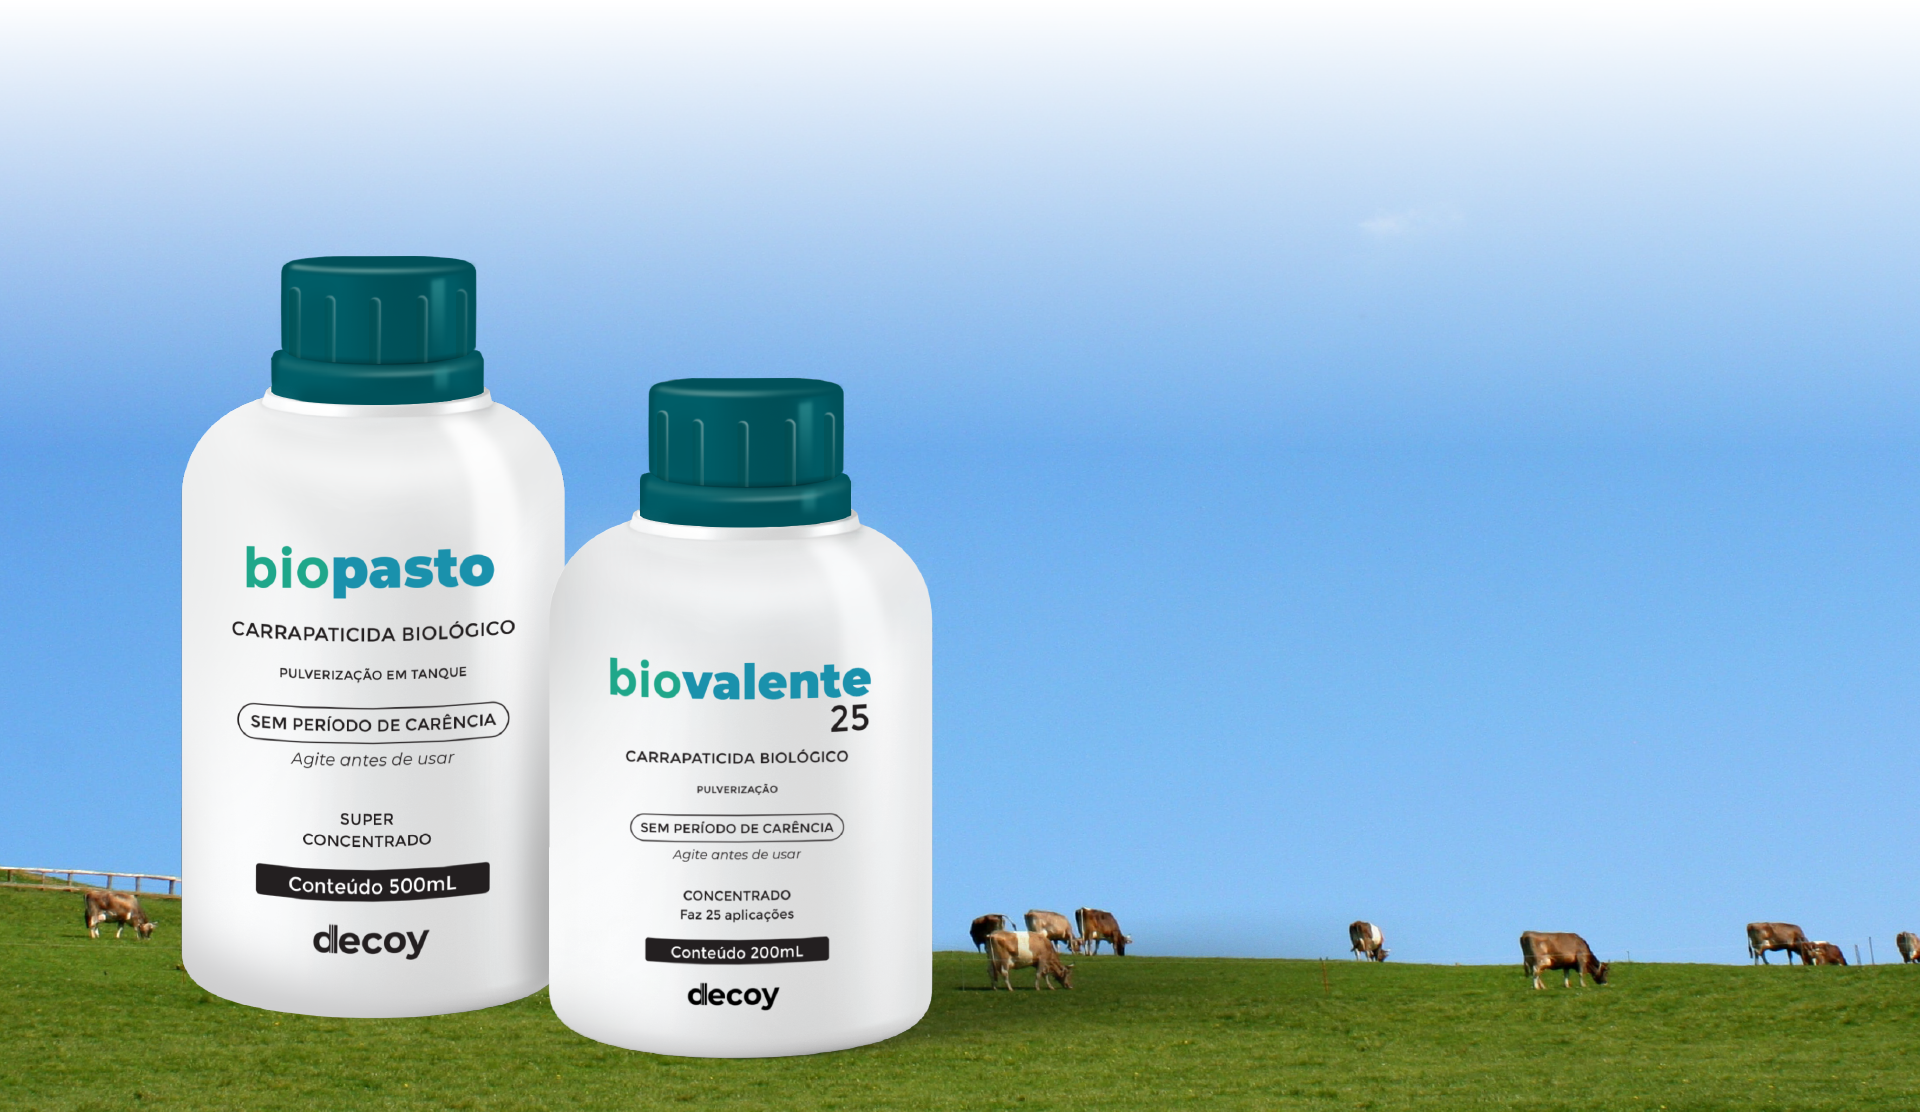 biopasto
CARRAPATICIDA BIOLÓGICO
PULVERIZAÇÃO EM TANQUE
SEM PERÍODO DE CARÊNCIA
Agite antes de usar
SUPER
CONCENTRADO
Conteúdo 500mL
decoy
biovalente
25
CARRAPATICIDA BIOLÓGICO
PULVERIZAÇÃO
SEM PERÍODO DE CARÊNCIA
Agite antes de usar
CONCENTRADO
Faz 25 aplicações
Conteúdo 200mL
decoy